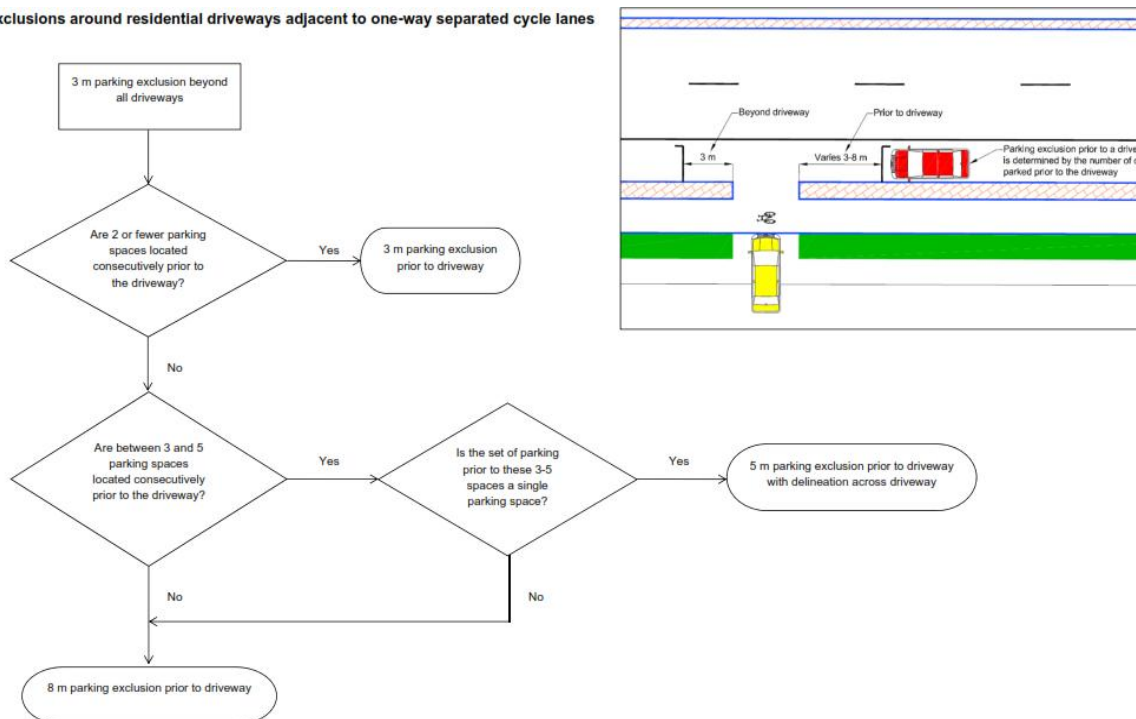 xclusions around residential driveways adjacent to one-way separated cycle lanes
3 m parking exclusion beyond
all driveways
Are 2 or fewer parking
spaces located
consecutively prior to
the driveway?
Yes
3 m parking exclusion
prior to driveway
No
Are between 3 and 5
parking spaces
located consecutively
prior to the driveway?
Yes
Is the set of parking
prior to these 3-5
spaces a single
parking space?
Yes
5 m parking exclusion prior to driveway
with delineation across driveway
No
No
8 m parking exclusion prior to driveway
Beyond driveway
Prior to driveway
3 m
Varies 3-8 m
Parking exclusion prior to a drive
is determined by the number of
parked prior to the driveway